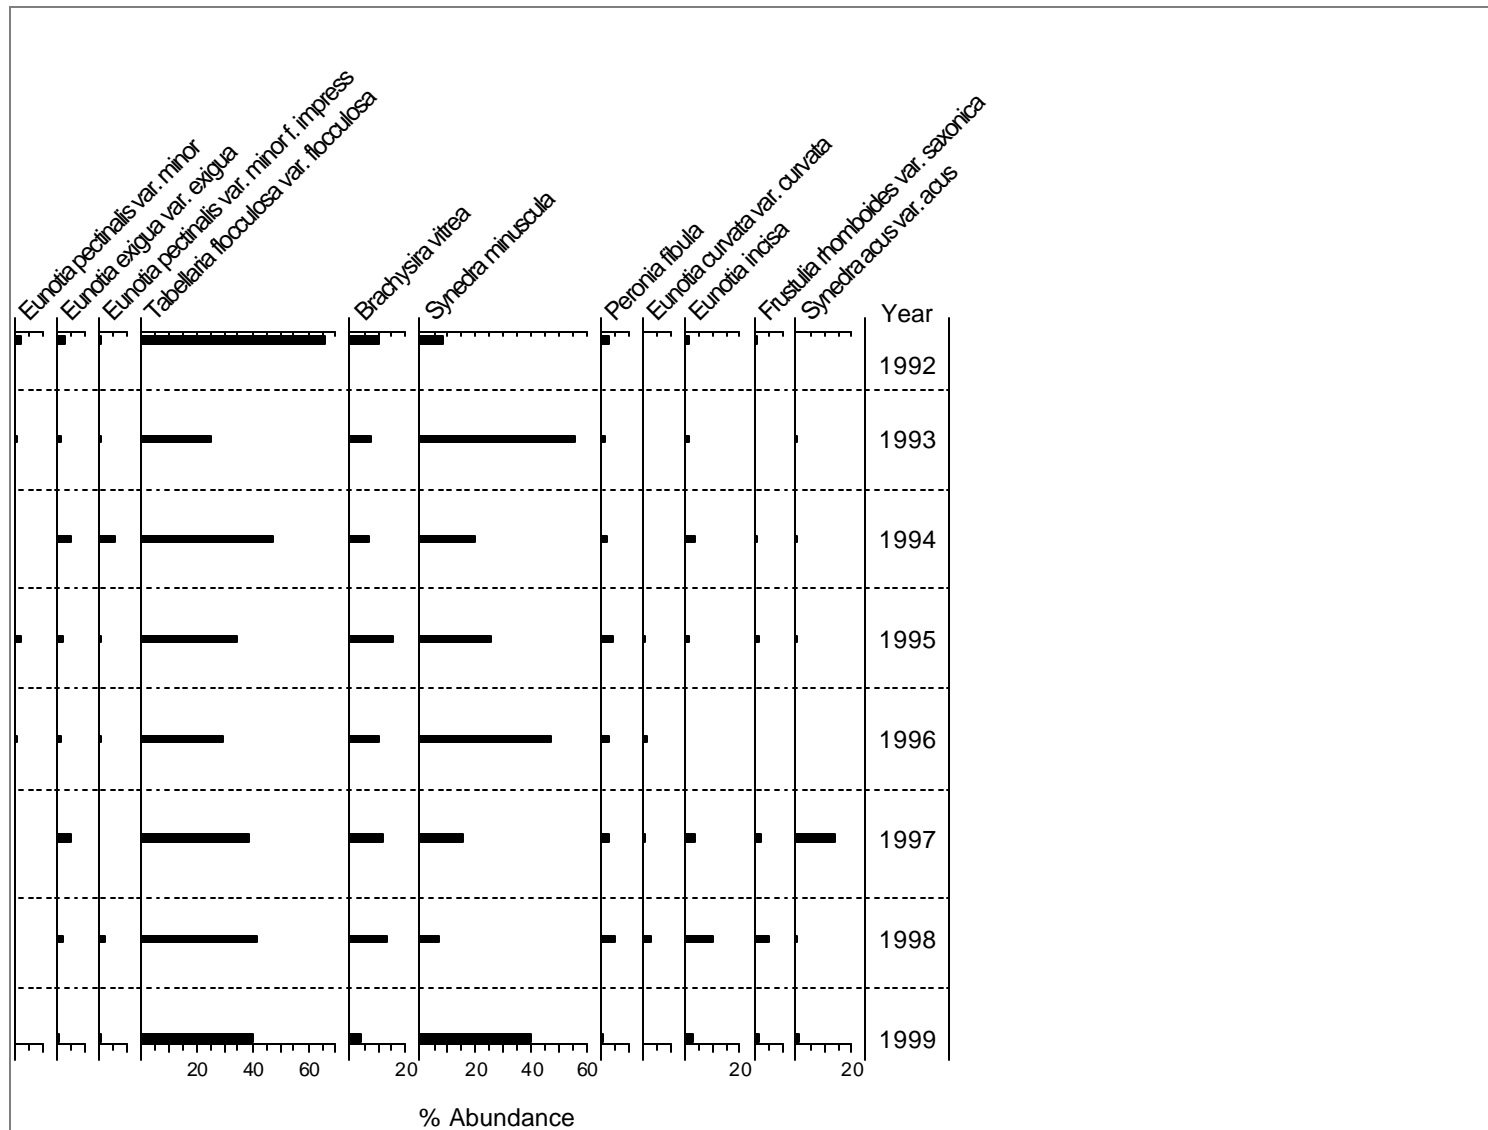 Eunotia pectinalis var. minor
Eunotia exigua var. exigua
Eunotia pectinalis var. minor f. impress
Tabellaria flocculosa var. flocculosa
Brachysira vitrea
Synedra minuscula
Peronia fibula
Eunotia curvata var. curvata
Eunotia incisa
Frustulia rhomboides var. saxonica
Synedra acus var. acus
Year
1992
1993
1994
1995
1996
1997
1998
1999
20 40 60 20 20 40 60 20 20
% Abundance